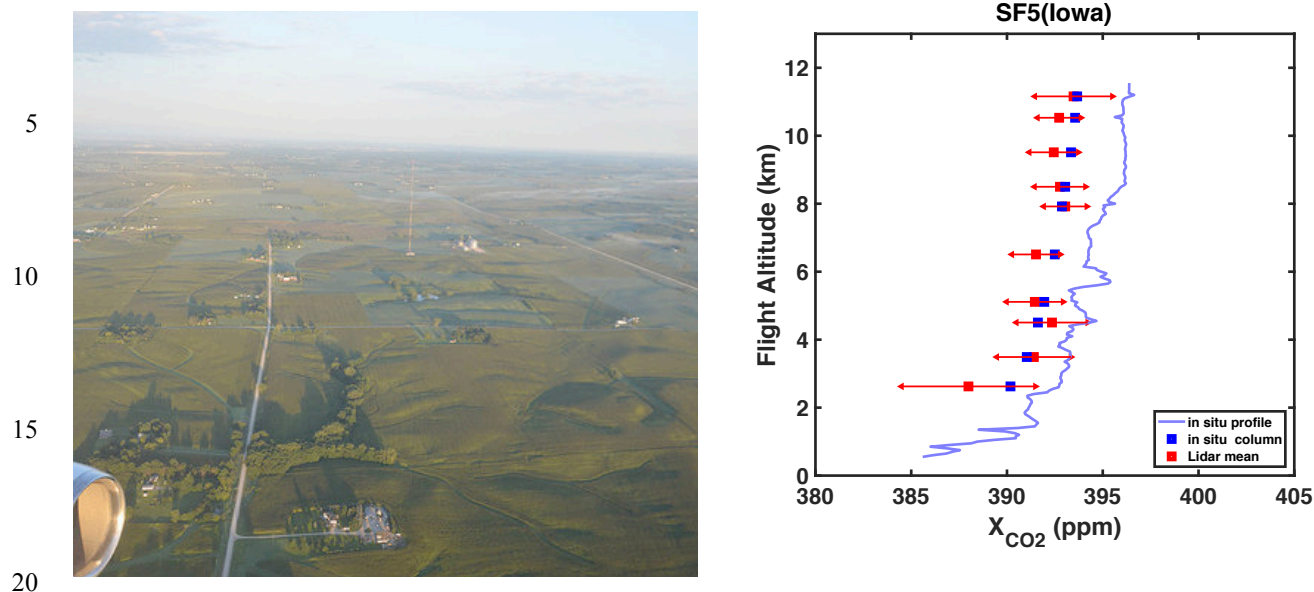 5
10
15
20
SF5(Iowa)
12
10
8
6
4
2
0
Flight Altitude (km)
380 385 390 395 400 405
X_CO2 (ppm)
in situ profile
in situ column
Lidar mean